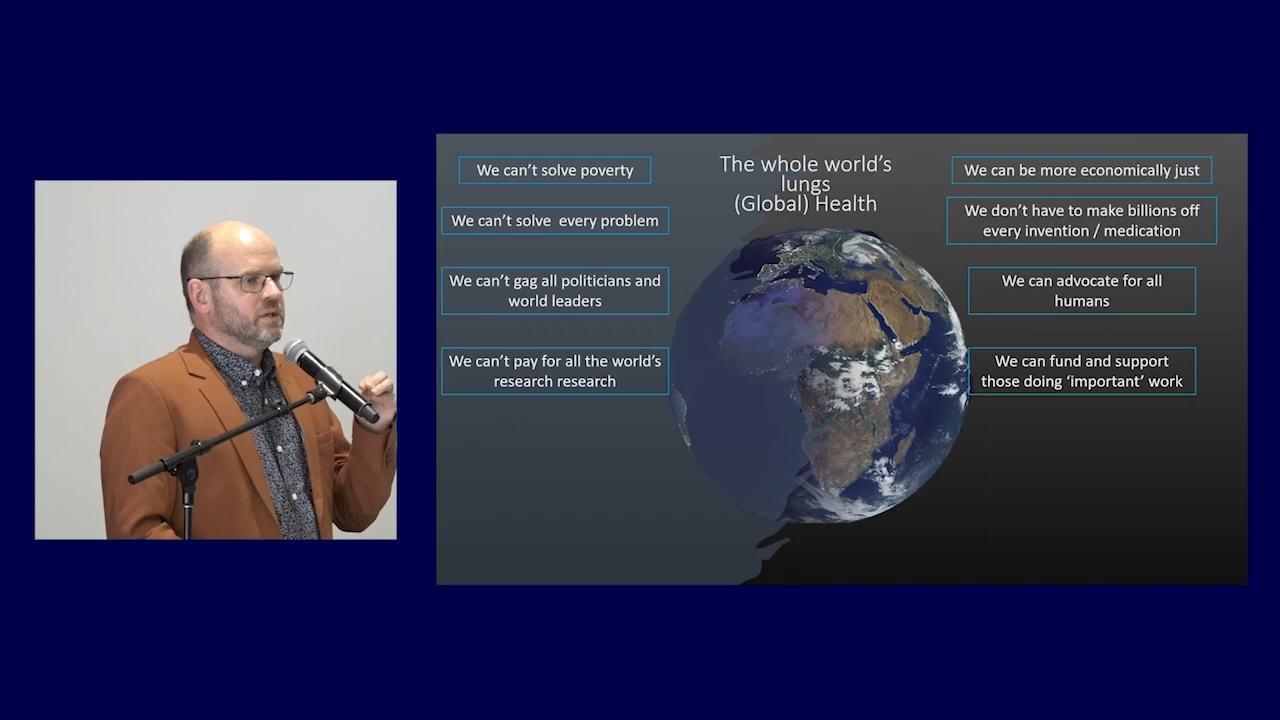 The whole world's
lungs
(Global) Health
We can't solve poverty
We can't solve  every problem
We can't gag all politicians and
world leaders
We can't pay for all the world's
research research
We can be more economically just
We don't have to make billions off
every invention / medication
We can advocate for all
humans
We can fund and support
those doing 'important' work